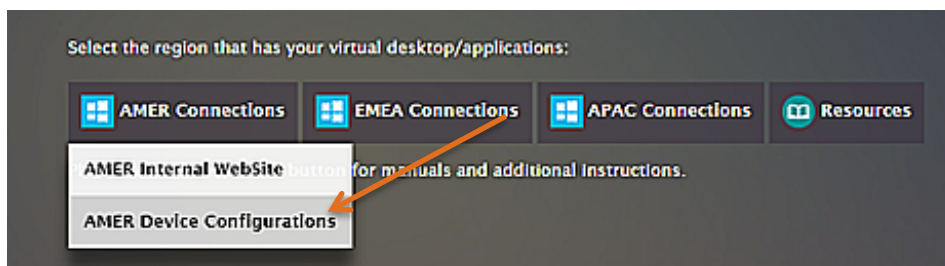 Select the region that has your virtual desktop/applications:
AMER Connections EMEA Connections APAC Connections Resources
AMER Internal WebSite
button for manuals and additional instructions.
AMER Device Configurations